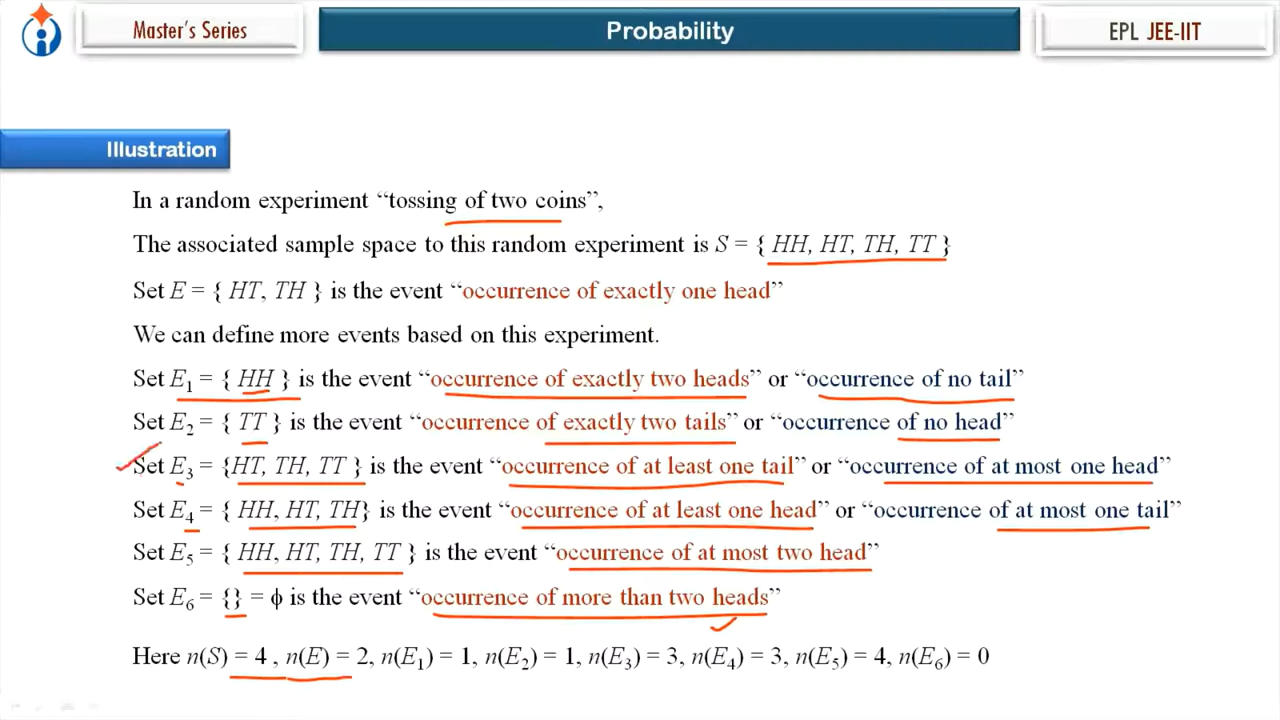 Master's Series
Probability
EPL JEE-IIT
Illustration
In a random experiment “tossing of two coins”,
The associated sample space to this random experiment is S = { HH, HT, TH, TT }
Set E = { HT, TH } is the event “occurrence of exactly one head”
We can define more events based on this experiment.
Set E₁ = { HH } is the event “occurrence of exactly two heads” or “occurrence of no tail”
Set E₂ = { TT } is the event “occurrence of exactly two tails” or “occurrence of no head”
Set E₃ = {HT, TH, TT } is the event “occurrence of at least one tail” or “occurrence of at most one head”
Set E₄ = { HH, HT, TH} is the event “occurrence of at least one head” or “occurrence of at most one tail”
Set E₅ = { HH, HT, TH, TT } is the event “occurrence of at most two head”
Set E₆ = {} = ϕ is the event “occurrence of more than two heads”
Here n(S) = 4 , n(E) = 2, n(E₁) = 1, n(E₂) = 1, n(E₃) = 3, n(E₄) = 3, n(E₅) = 4, n(E₆) = 0